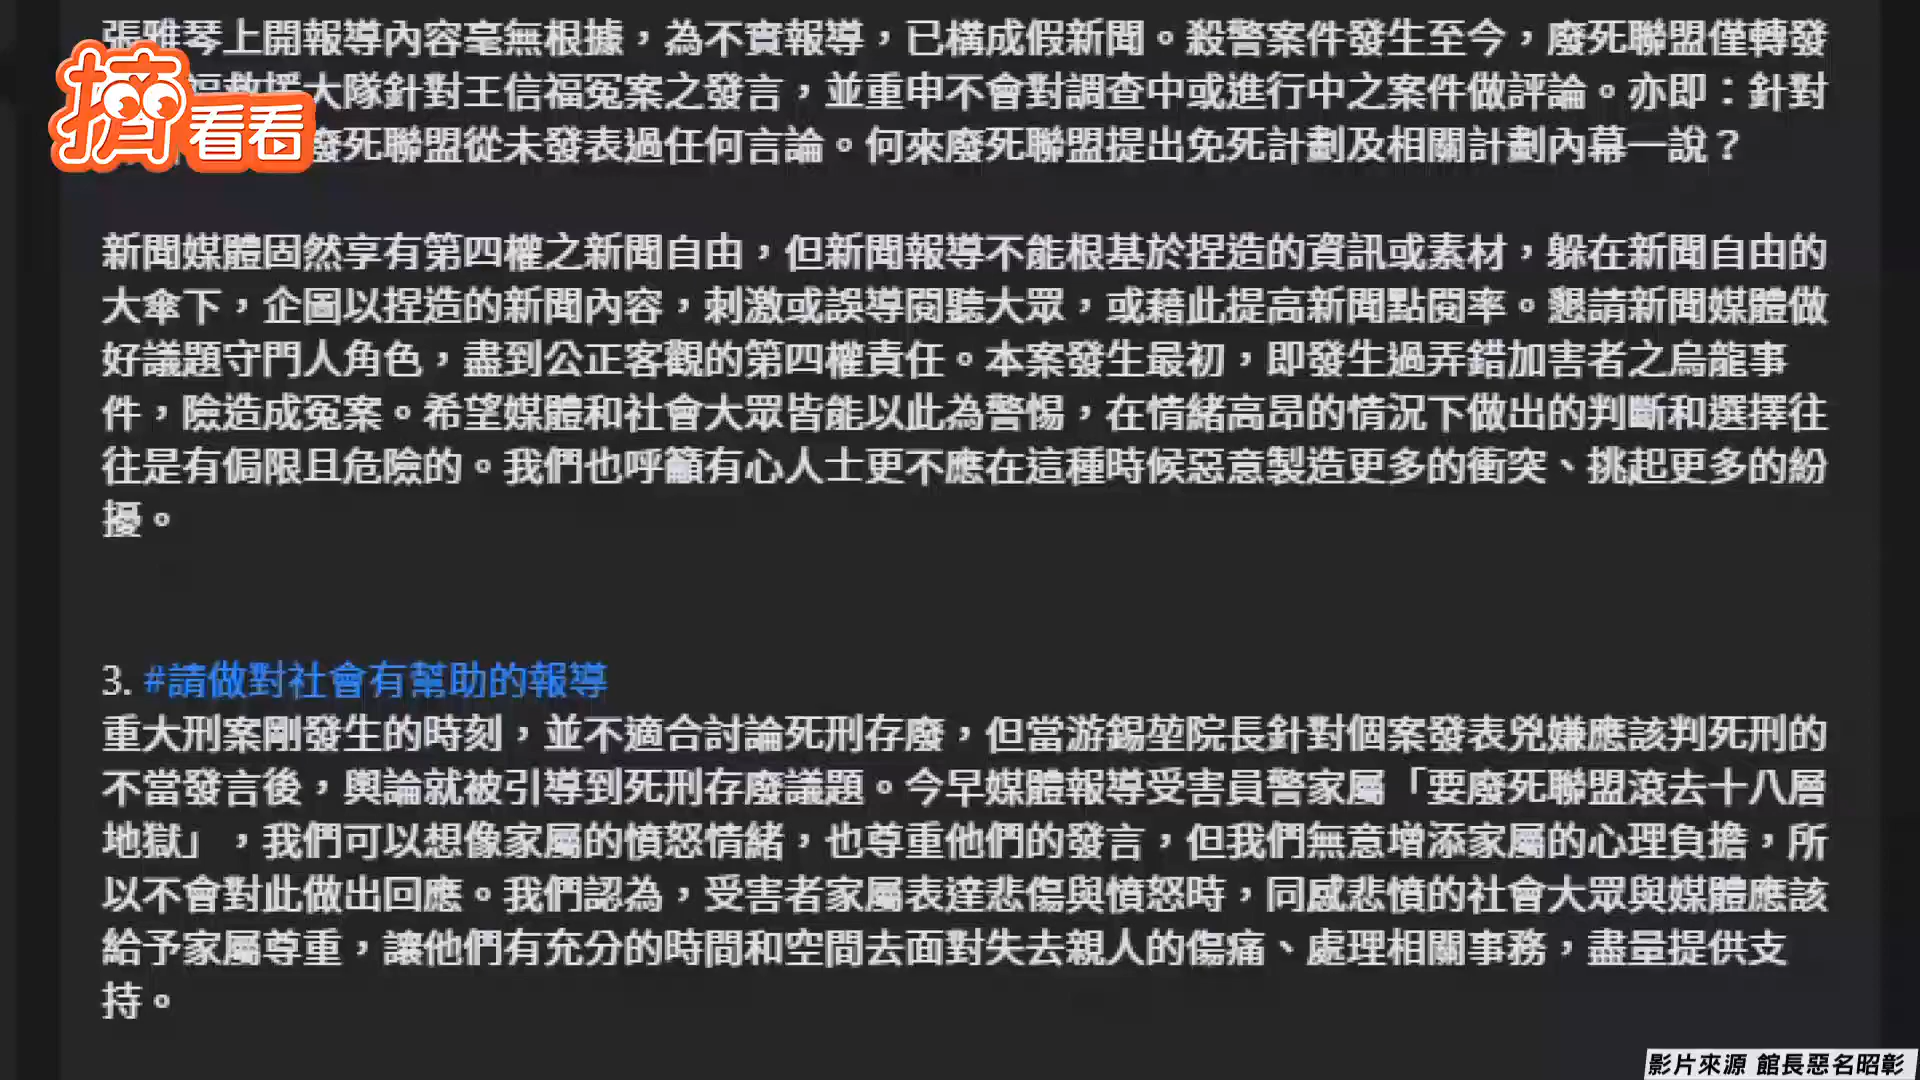 張雅琴上開報導內容毫無根據，為不實報導，已構成假新聞。殺警案件發生至今，廢死聯盟僅轉發
福救援大隊針對王信福冤案之發言，並重申不會對調查中或進行中之案件做評論。亦即：針對
擠看看
廢死聯盟從未發表過任何言論。何來廢死聯盟提出免死計劃及相關計劃內幕一說？
新聞媒體固然享有第四權之新聞自由，但新聞報導不能根基於捏造的資訊或素材，躲在新聞自由的
大傘下，企圖以捏造的新聞內容，刺激或誤導閱聽大眾，或藉此提高新聞點閱率。懇請新聞媒體做
好議題守門人角色，盡到公正客觀的第四權責任。本案發生最初，即發生過弄錯加害者之烏龍事
件，險造成冤案。希望媒體和社會大眾皆能以此為警惕，在情緒高昂的情況下做出的判斷和選擇往
往是有侷限且危險的。我們也呼籲有心人士更不應在這種時候惡意製造更多的衝突、挑起更多的紛
擾。
3. #請做對社會有幫助的報導
重大刑案剛發生的時刻，並不適合討論死刑存廢，但當游錫堃院長針對個案發表兇嫌應該判死刑的
不當發言後，輿論就被引導到死刑存廢議題。今早媒體報導受害員警家屬「要廢死聯盟滾去十八層
地獄」，我們可以想像家屬的憤怒情緒，也尊重他們的發言，但我們無意增添家屬的心理負擔，所
以不會對此做出回應。我們認為，受害者家屬表達悲傷與憤怒時，同感悲憤的社會大眾與媒體應該
給予家屬尊重，讓他們有充分的時間和空間去面對失去親人的傷痛、處理相關事務，盡量提供支
持。
影片來源 館長惡名昭彰